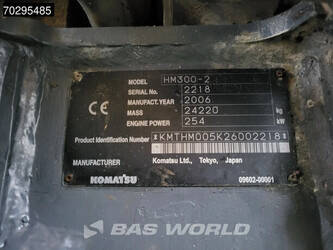 70295485
MODEL HM300-2
SERIAL No. 2218
MANUFACT. YEAR 2006
MASS 24220 kg
ENGINE POWER 254 kW
CE
Product Identification Number *KMTHM005K26002218*
MANUFACTURER Komatsu Ltd., Tokyo, Japan
KOMATSU
09602-00001
BAS WORLD